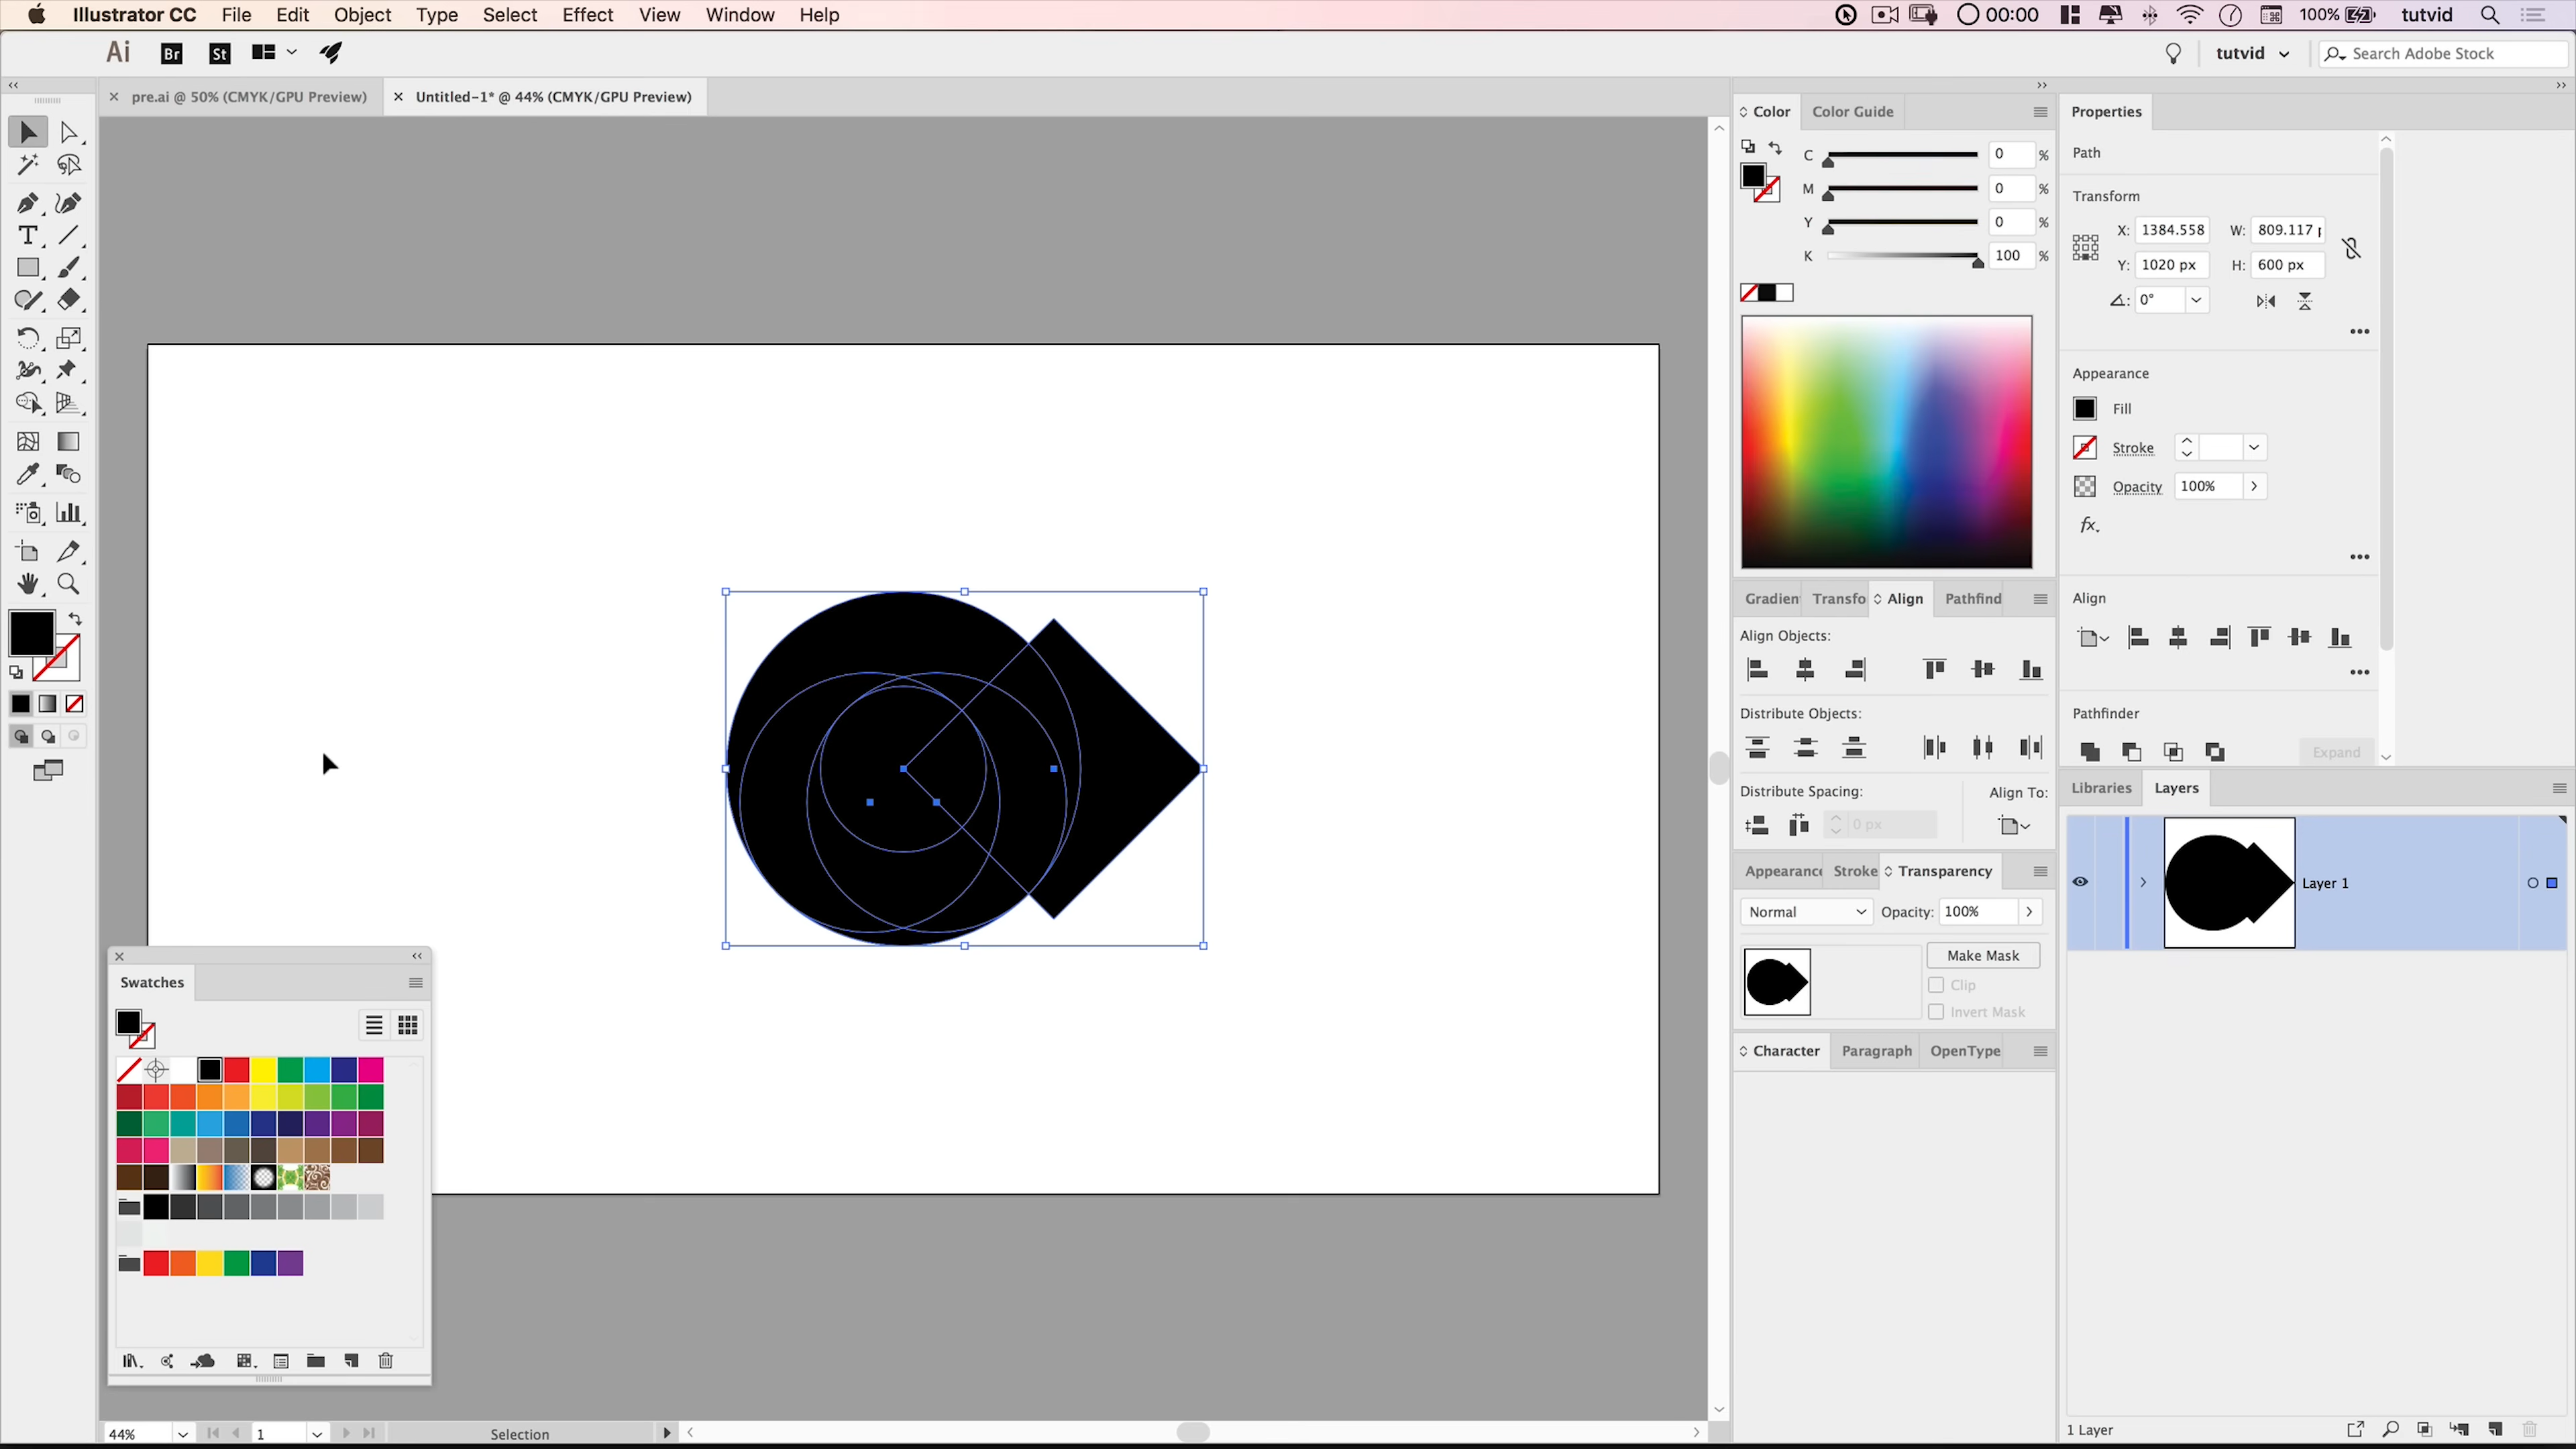 Illustrator CC File Edit Object Type Select Effect View Window Help 00:00 100% tutvid
Ai Br St tutvid Search Adobe Stock
pre.ai @ 50% (CMYK/GPU Preview) Untitled-1* @ 44% (CMYK/GPU Preview)
Color Color Guide
C 0 %
M 0 %
Y 0 %
K 100 %
Gradien Transfo Align Pathfind
Align Objects:
Distribute Objects:
Distribute Spacing: Align To:
0 px
Appearanc Stroke Transparency
Normal Opacity: 100%
Make Mask
Clip
Invert Mask
Character Paragraph OpenType
Properties
Path
Transform
X: 1384.558 W: 809.117 p
Y: 1020 px H: 600 px
0°
Appearance
Fill
Stroke
Opacity 100%
fx.
Align
Pathfinder
Expand
Libraries Layers
Layer 1
1 Layer
Swatches
44% 1 Selection